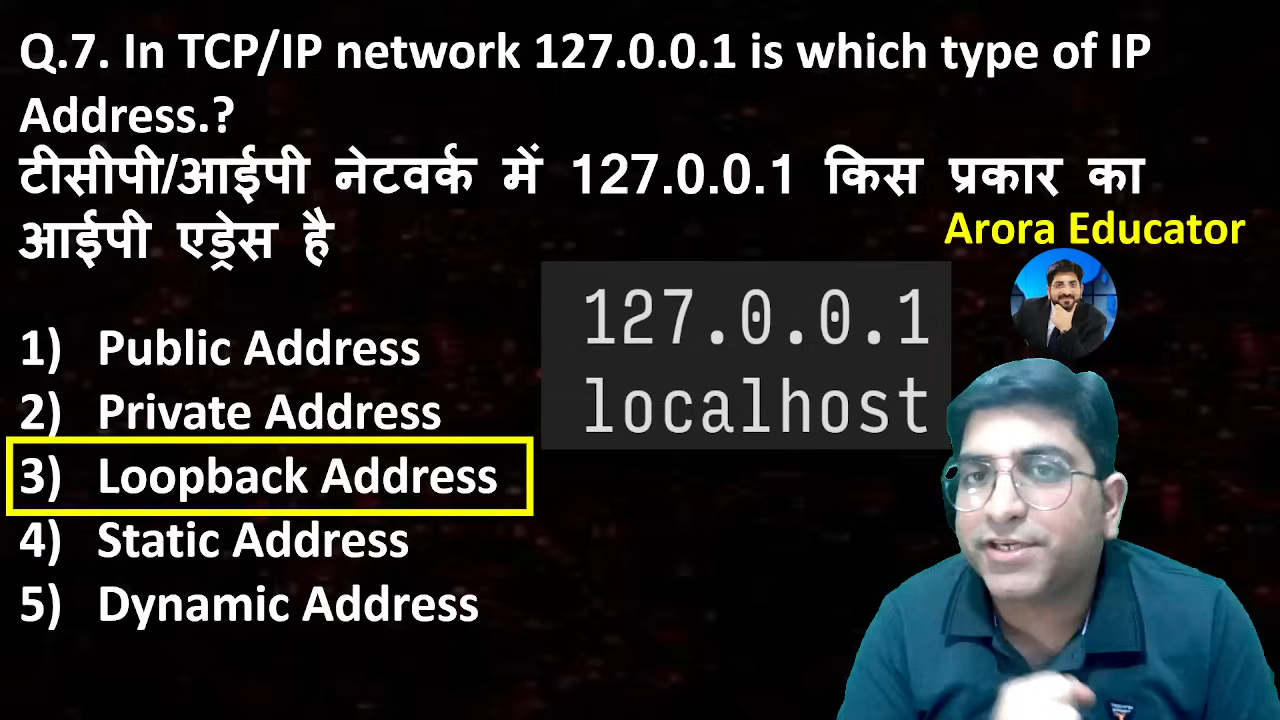 Q.7. In TCP/IP network 127.0.0.1 is which type of IP
Address.?
टीसीपी/आईपी नेटवर्क में 127.0.0.1 किस प्रकार का
आईपी एड्रेस है
Arora Educator
127.0.0.1
localhost
1) Public Address
2) Private Address
3) Loopback Address
4) Static Address
5) Dynamic Address